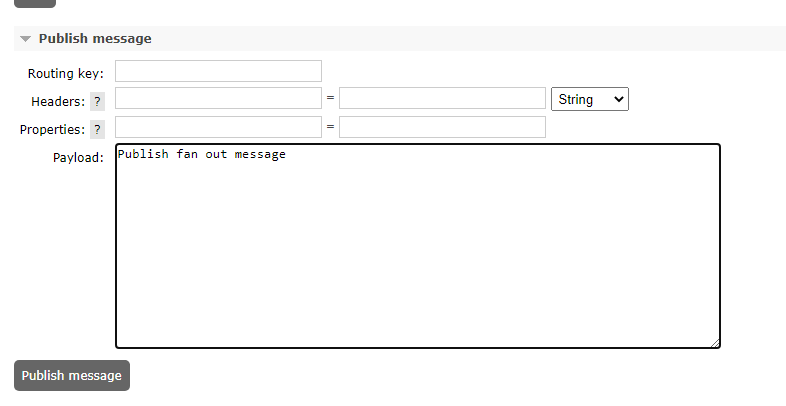 Publish message
Routing key:
Headers: ? = String
Properties: ? =
Payload: Publish fan out message
Publish message